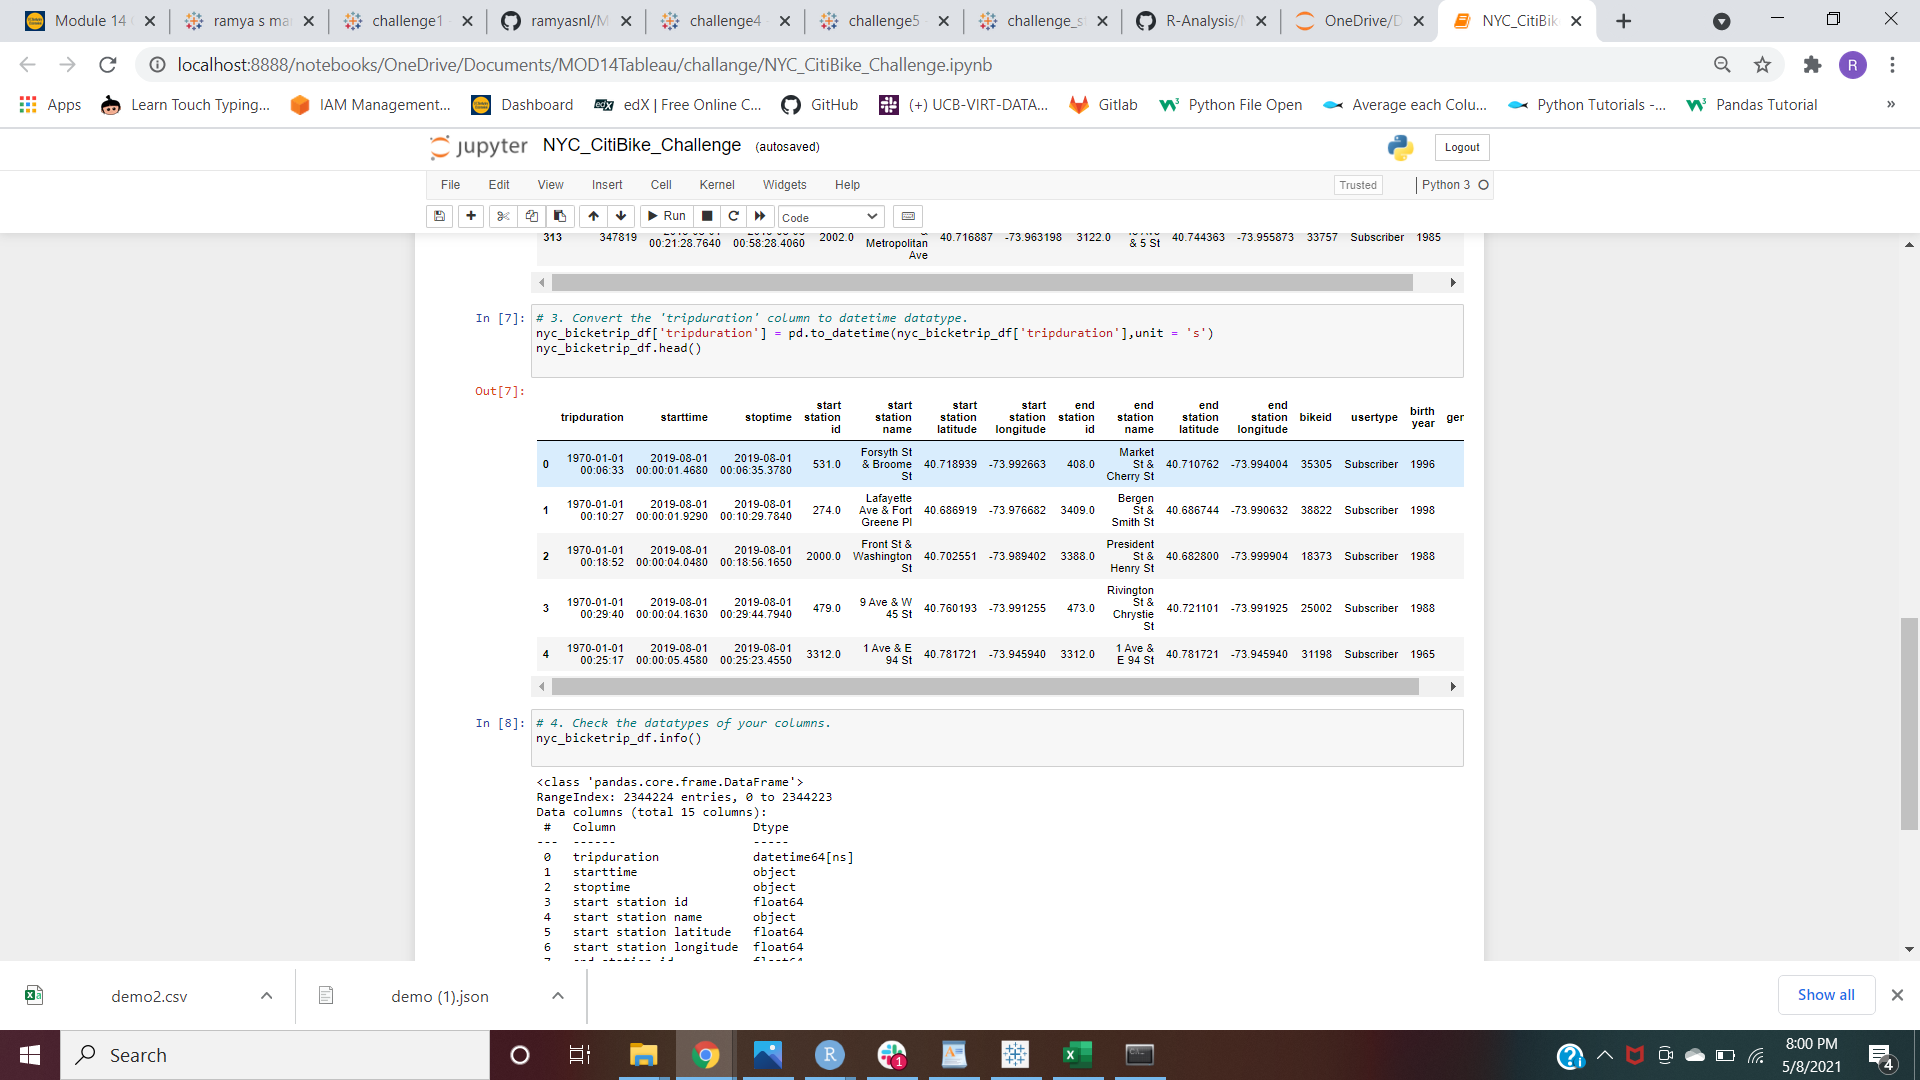 Module 14
ramya s ma
challenge1
ramyasnl/M
challenge4
challenge5
challenge_s
R-Analysis/
OneDrive/D
NYC_CitiBik
localhost:8888/notebooks/OneDrive/Documents/MOD14Tableau/challange/NYC_CitiBike_Challenge.ipynb
R
Apps
Learn Touch Typing...
IAM Management...
Dashboard
edX | Free Online C...
GitHub
(+) UCB-VIRT-DATA...
Gitlab
Python File Open
Average each Colu...
Python Tutorials -...
Pandas Tutorial
»
jupyter NYC_CitiBike_Challenge (autosaved)
Logout
File Edit View Insert Cell Kernel Widgets Help
Trusted
Python 3
Run
Code
313 347819 00:21:28.7640 00:58:28.4060 2002.0 Metropolitan Ave 40.716887 -73.963198 3122.0 & 5 St 40.744363 -73.955873 33757 Subscriber 1985
In [7]: # 3. Convert the 'tripduration' column to datetime datatype.
nyc_bicketrip_df['tripduration'] = pd.to_datetime(nyc_bicketrip_df['tripduration'],unit = 's')
nyc_bicketrip_df.head()
Out[7]:
tripduration starttime stoptime start station id start station name start station latitude start station longitude end station id end station name end station latitude end station longitude bikeid usertype birth year ger
0 1970-01-01 00:06:33 2019-08-01 00:00:01.4680 2019-08-01 00:06:35.3780 531.0 Forsyth St & Broome St 40.718939 -73.992663 408.0 Market St & Cherry St 40.710762 -73.994004 35305 Subscriber 1996
1 1970-01-01 00:10:27 2019-08-01 00:00:01.9290 2019-08-01 00:10:29.7840 274.0 Lafayette Ave & Fort Greene Pl 40.686919 -73.976682 3409.0 Bergen St & Smith St 40.686744 -73.990632 38822 Subscriber 1998
2 1970-01-01 00:18:52 2019-08-01 00:00:04.0480 2019-08-01 00:18:56.1650 2000.0 Front St & Washington St 40.702551 -73.989402 3388.0 President St & Henry St 40.682800 -73.999904 18373 Subscriber 1988
3 1970-01-01 00:29:40 2019-08-01 00:00:04.1630 2019-08-01 00:29:44.7940 479.0 9 Ave & W 45 St 40.760193 -73.991255 473.0 Rivington St & Chrystie St 40.721101 -73.991925 25002 Subscriber 1988
4 1970-01-01 00:25:17 2019-08-01 00:00:05.4580 2019-08-01 00:25:23.4550 3312.0 1 Ave & E 94 St 40.781721 -73.945940 3312.0 1 Ave & E 94 St 40.781721 -73.945940 31198 Subscriber 1965
In [8]: # 4. Check the datatypes of your columns.
nyc_bicketrip_df.info()
<class 'pandas.core.frame.DataFrame'>
RangeIndex: 2344224 entries, 0 to 2344223
Data columns (total 15 columns):
# Column Dtype
--- ------ -----
0 tripduration datetime64[ns]
1 starttime object
2 stoptime object
3 start station id float64
4 start station name object
5 start station latitude float64
6 start station longitude float64
demo2.csv
demo (1).json
Show all
Search
8:00 PM
5/8/2021
4